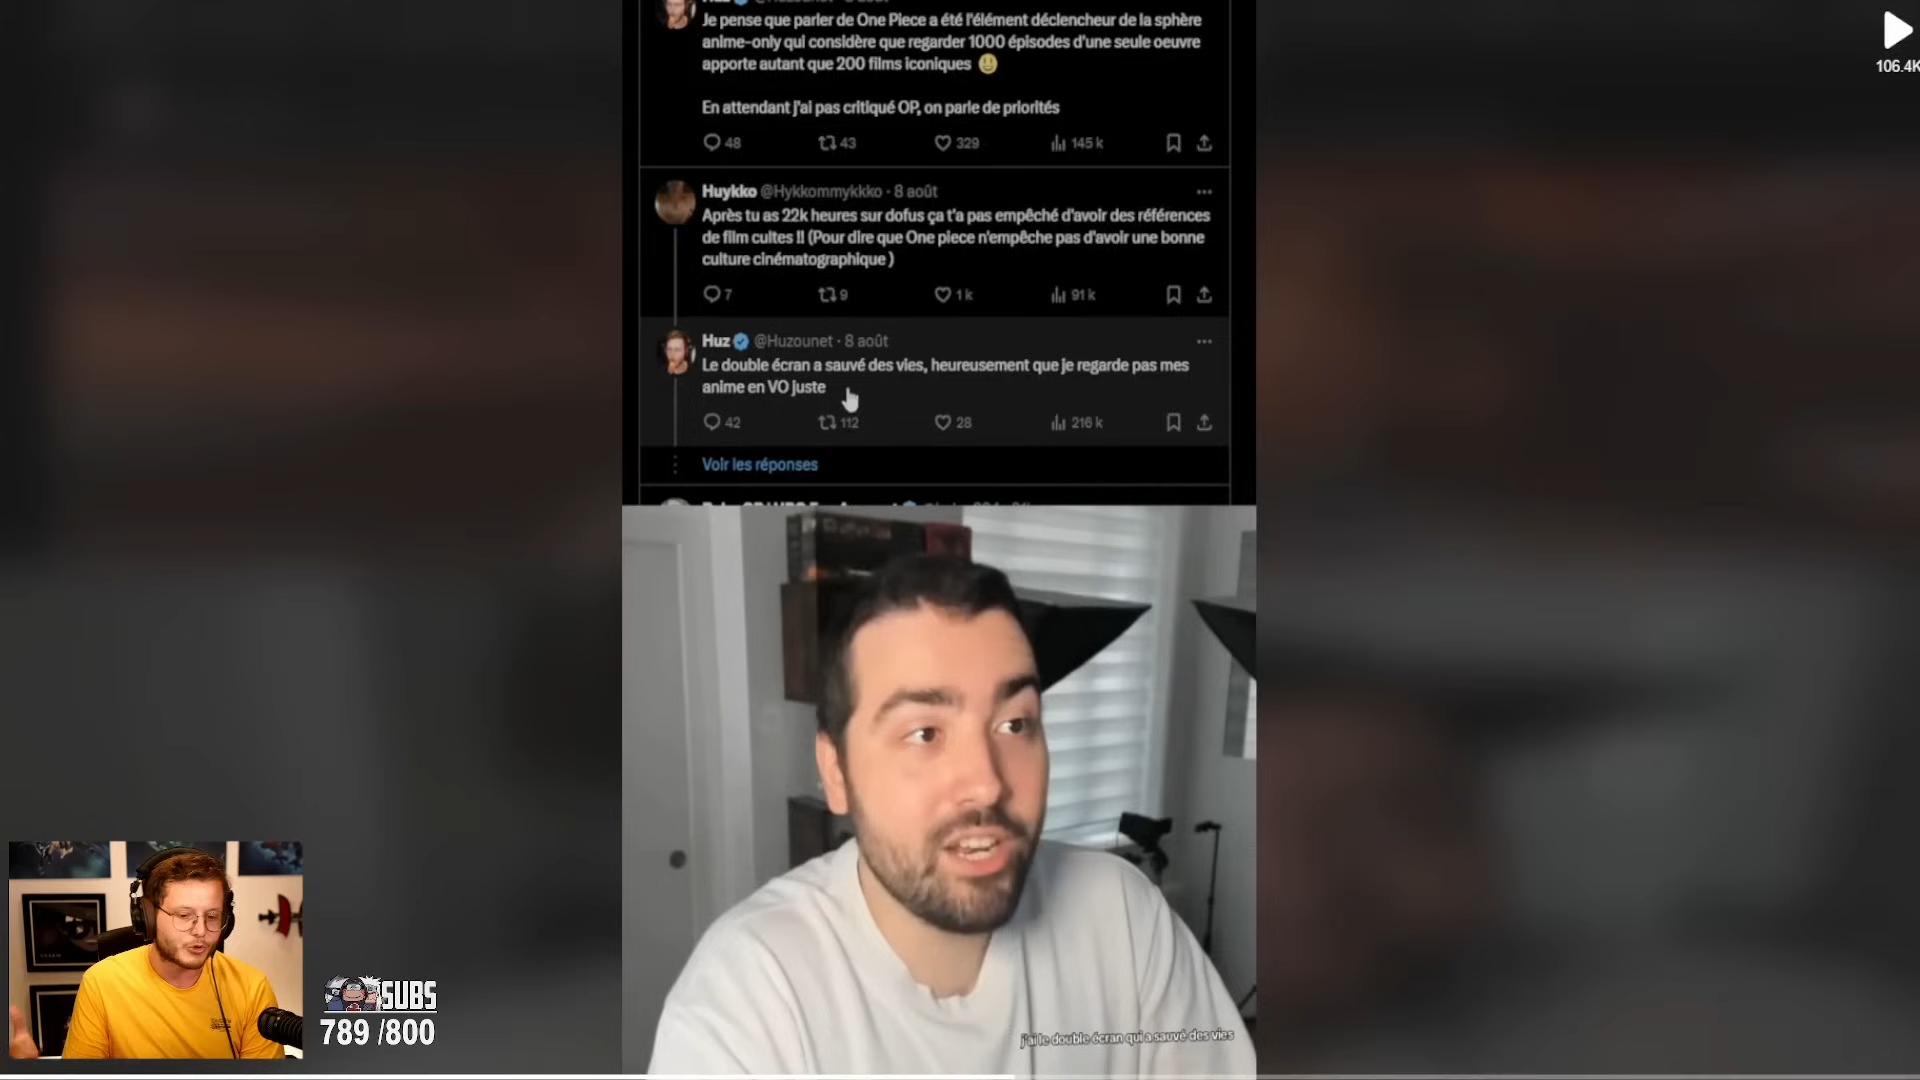 Je pense que parler de One Piece a été l'élément déclencheur de la sphère
anime-only qui considère que regarder 1000 épisodes d'une seule oeuvre
apporte autant que 200 films iconiques
En attendant j'ai pas critiqué OP, on parle de priorités
48 43 329 145 k
Huykko @Hykkommykkko · 8 août
Après tu as 22k heures sur dofus ça t'a pas empêché d'avoir des références
de film cultes !! (Pour dire que One piece n'empêche pas d'avoir une bonne
culture cinématographique )
7 9 1 k 91 k
Huz @Huzounet · 8 août
Le double écran a sauvé des vies, heureusement que je regarde pas mes
anime en VO juste
42 112 28 216 k
Voir les réponses
106.4K
j'ai le double écran qui a sauvé des vies
SUBS
789 /800